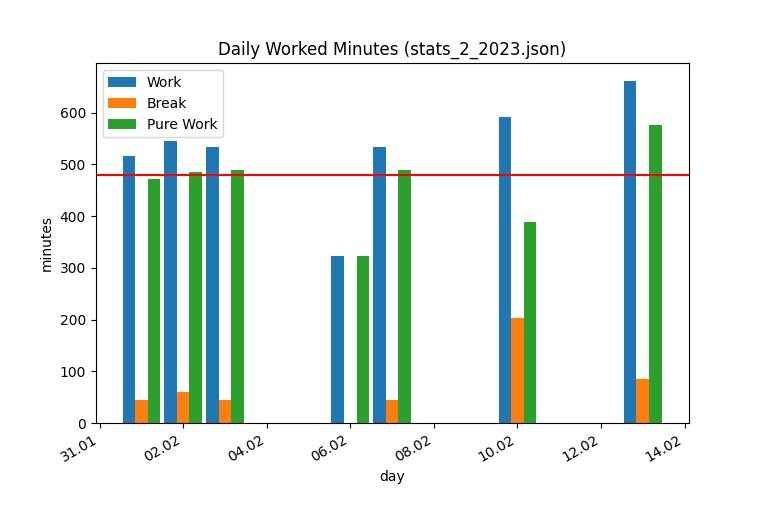 Daily Worked Minutes (stats_2_2023.json)
Work
Break
Pure Work
600
500
400
300
200
100
0
minutes
31.01
02.02
04.02
06.02
08.02
10.02
12.02
14.02
day